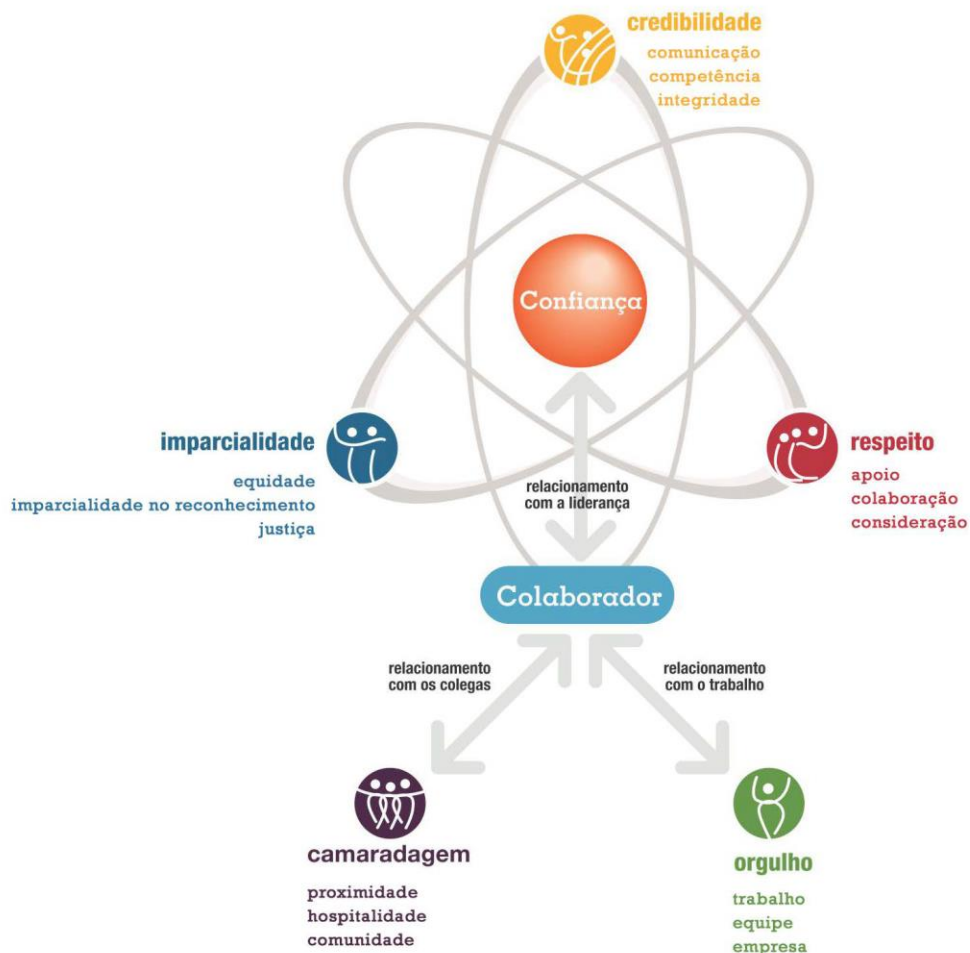 credibilidade
comunicação
competência
integridade
Confiança
imparcialidade
equidade
imparcialidade no reconhecimento
justiça
respeito
apoio
colaboração
consideração
relacionamento
com a liderança
Colaborador
relacionamento
com os colegas
relacionamento
com o trabalho
camaradagem
proximidade
hospitalidade
comunidade
orgulho
trabalho
equipe
empresa